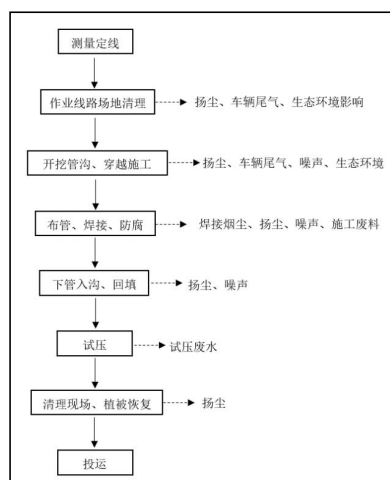 测量定线
作业线路场地清理
扬尘、车辆尾气、生态环境影响
开挖管沟、穿越施工
扬尘、车辆尾气、噪声、生态环境
布管、焊接、防腐
焊接烟尘、扬尘、噪声、施工废料
下管入沟、回填
扬尘、噪声
试压
试压废水
清理现场、植被恢复
扬尘
投运